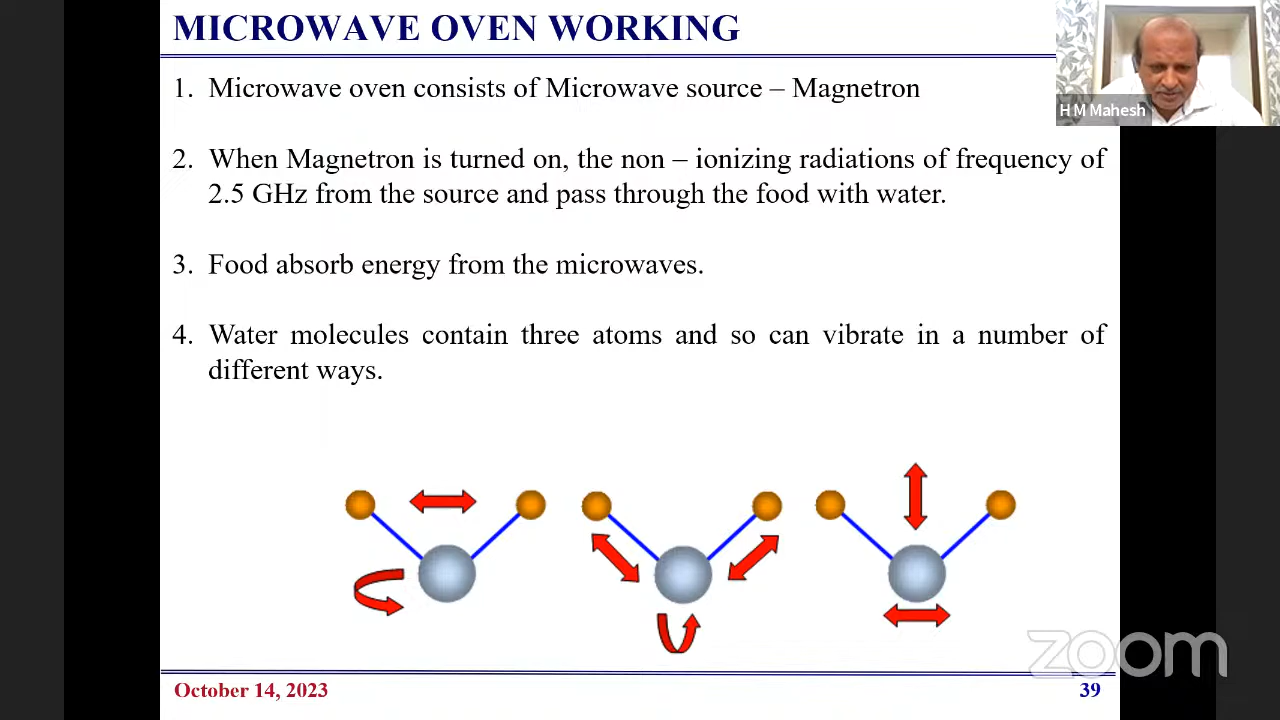 MICROWAVE OVEN WORKING
H M Mahesh
1. Microwave oven consists of Microwave source – Magnetron
2. When Magnetron is turned on, the non – ionizing radiations of frequency of
2.5 GHz from the source and pass through the food with water.
3. Food absorb energy from the microwaves.
4. Water molecules contain three atoms and so can vibrate in a number of
different ways.
zoom
October 14, 2023
39